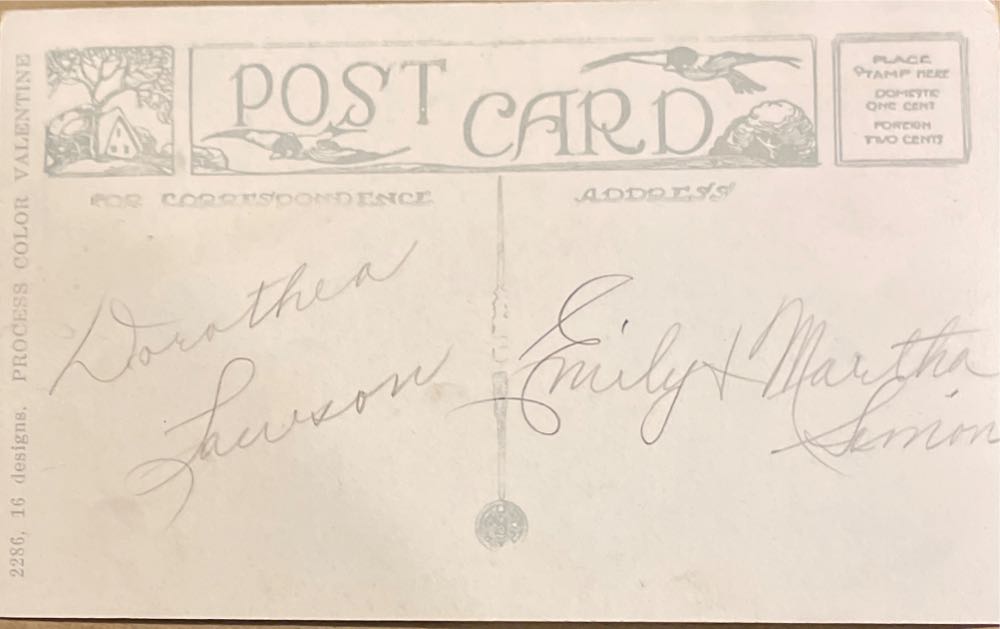 POST CARD
PLACE
STAMP HERE
DOMESTIC
ONE CENT
FOREIGN
TWO CENTS
FOR CORRESPONDENCE
ADDRESS
Dorothea
Emily & Martha
Simon
2286, 16 designs. PROCESS COLOR VALENTINE